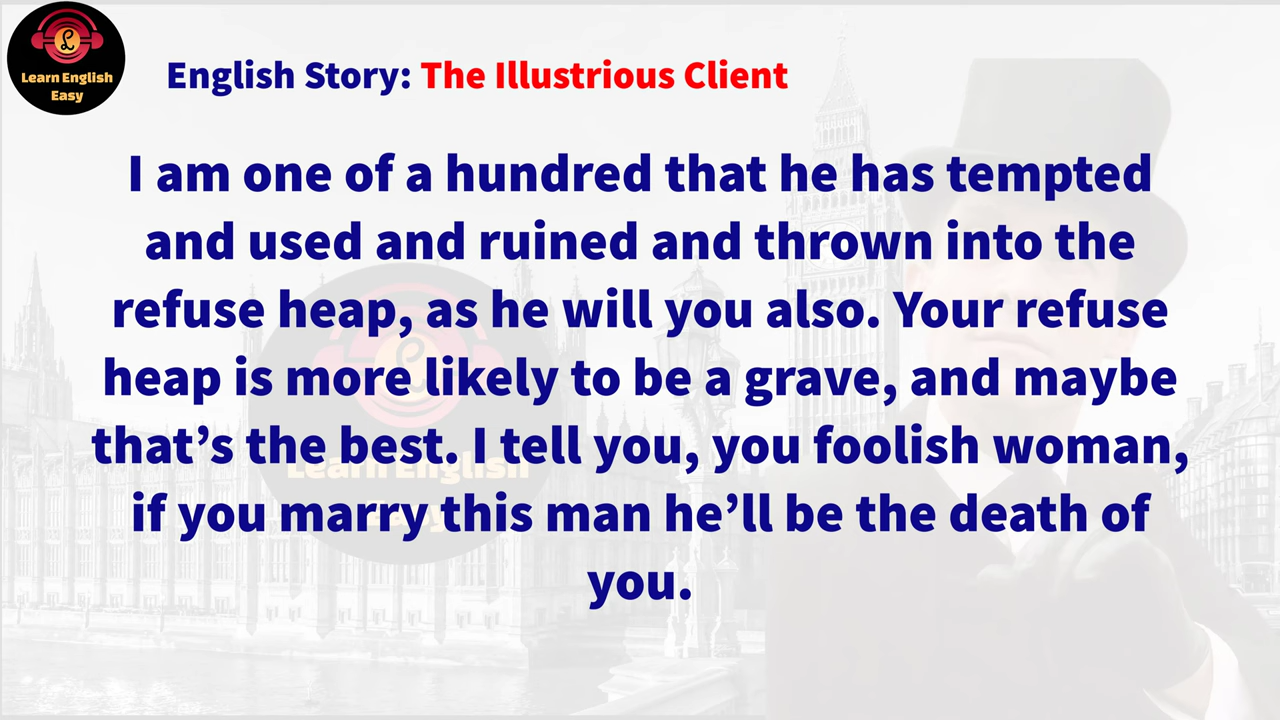 Learn English
Easy
English Story: The Illustrious Client
I am one of a hundred that he has tempted
and used and ruined and thrown into the
refuse heap, as he will you also. Your refuse
heap is more likely to be a grave, and maybe
that’s the best. I tell you, you foolish woman,
if you marry this man he’ll be the death of
you.
Learn English
Easy